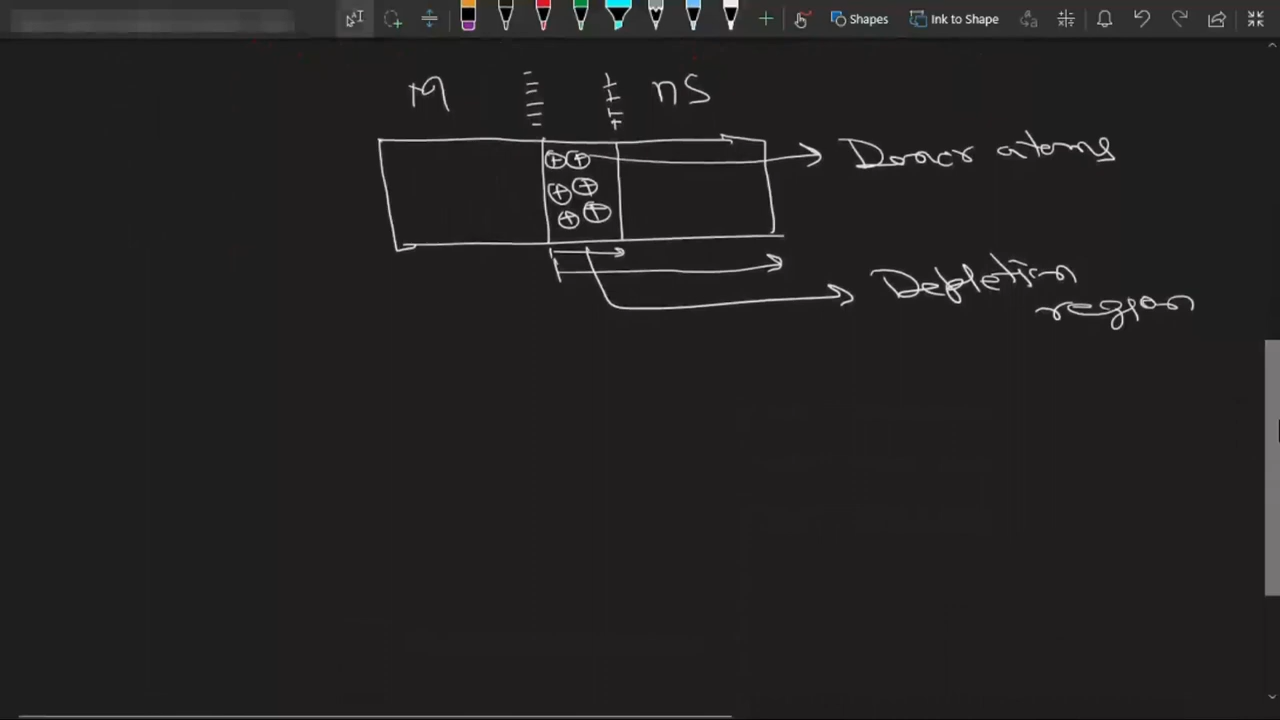 Shapes
Ink to Shape
M
nS
Donor atoms
Depletion
region